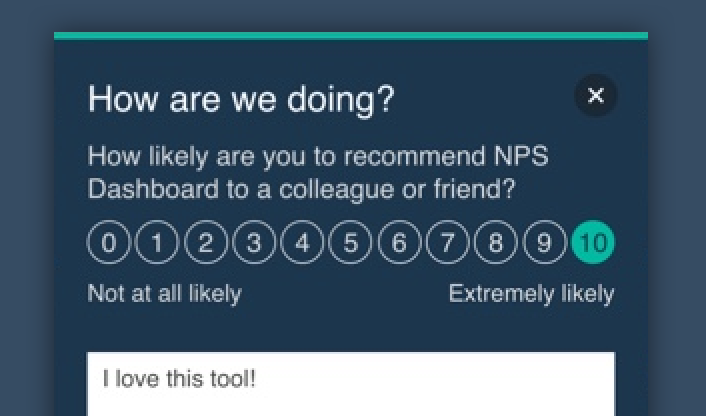 How are we doing?
How likely are you to recommend NPS
Dashboard to a colleague or friend?
0 1 2 3 4 5 6 7 8 9 10
Not at all likely Extremely likely
I love this tool!